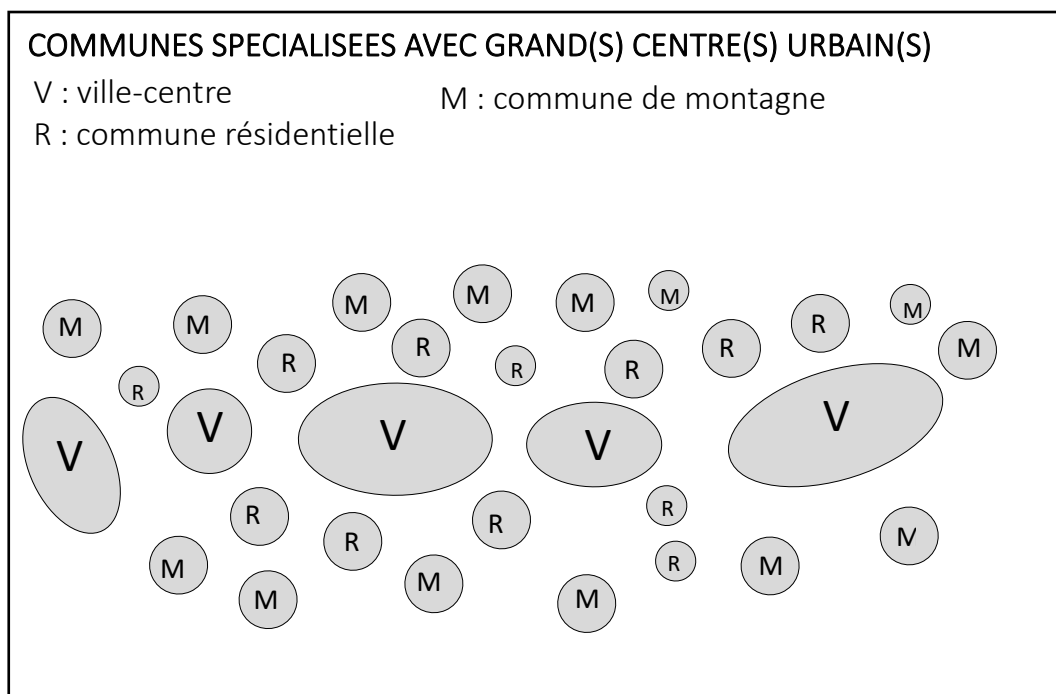 COMMUNES SPECIALISEES AVEC GRAND(S) CENTRE(S) URBAIN(S)
V : ville-centre
M : commune de montagne
R : commune résidentielle
M
M
M
M
M
M
R
M
M
R
R
R
R
R
R
R
V
V
V
V
V
R
R
R
R
M
R
M
M
M
M
M